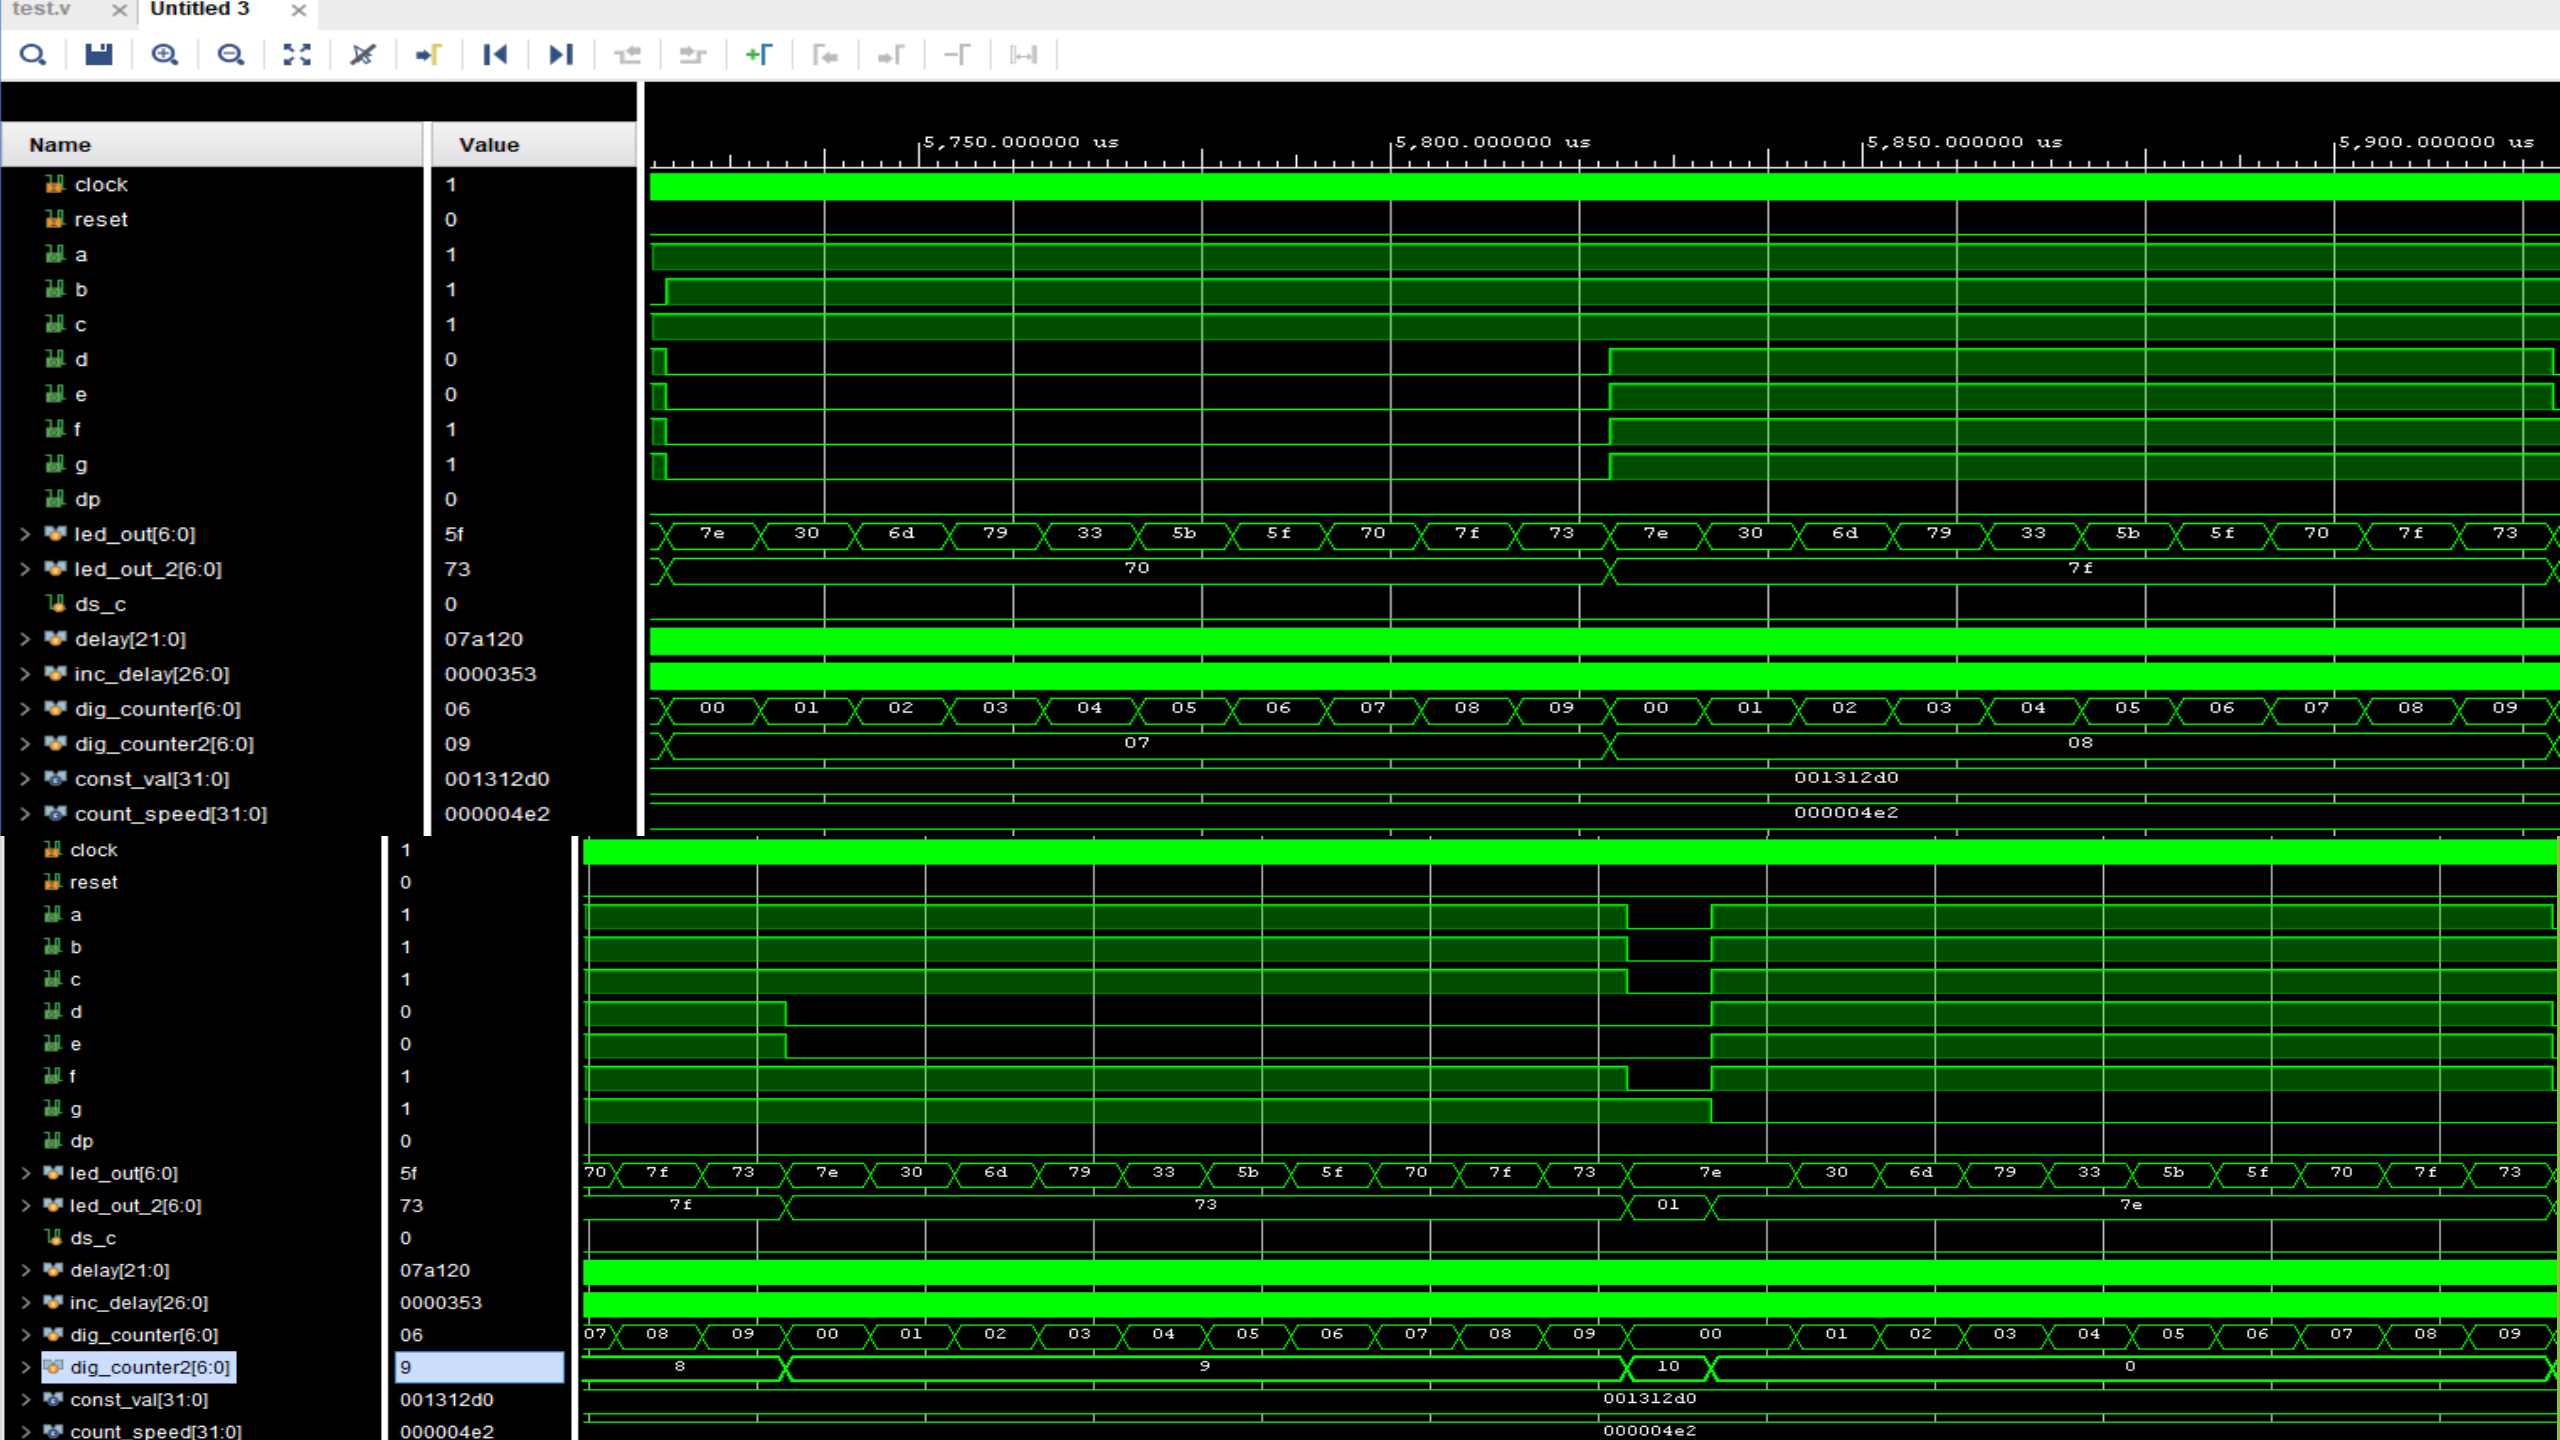 test.v Untitled 3
Name Value 5,750.000000 us 5,800.000000 us 5,850.000000 us 5,900.000000 us
clock 1
reset 0
a 1
b 1
c 1
d 0
e 0
f 1
g 1
dp 0
led_out[6:0] 5f 7e 30 6d 79 33 5b 5f 70 7f 73 7e 30 6d 79 33 5b 5f 70 7f 73
led_out_2[6:0] 73 70 7f
ds_c 0
delay[21:0] 07a120
inc_delay[26:0] 0000353
dig_counter[6:0] 06 00 01 02 03 04 05 06 07 08 09 00 01 02 03 04 05 06 07 08 09
dig_counter2[6:0] 09 07 08
const_val[31:0] 001312d0 001312d0
count_speed[31:0] 000004e2 000004e2
clock 1
reset 0
a 1
b 1
c 1
d 0
e 0
f 1
g 1
dp 0
led_out[6:0] 5f 70 7f 73 7e 30 6d 79 33 5b 5f 70 7f 73 7e 30 6d 79 33 5b 5f 70 7f 73
led_out_2[6:0] 73 7f 73 01 7e
ds_c 0
delay[21:0] 07a120
inc_delay[26:0] 0000353
dig_counter[6:0] 06 07 08 09 00 01 02 03 04 05 06 07 08 09 00 01 02 03 04 05 06 07 08 09
dig_counter2[6:0] 9 8 9 10 0
const_val[31:0] 001312d0 001312d0
count_speed[31:0] 000004e2 000004e2